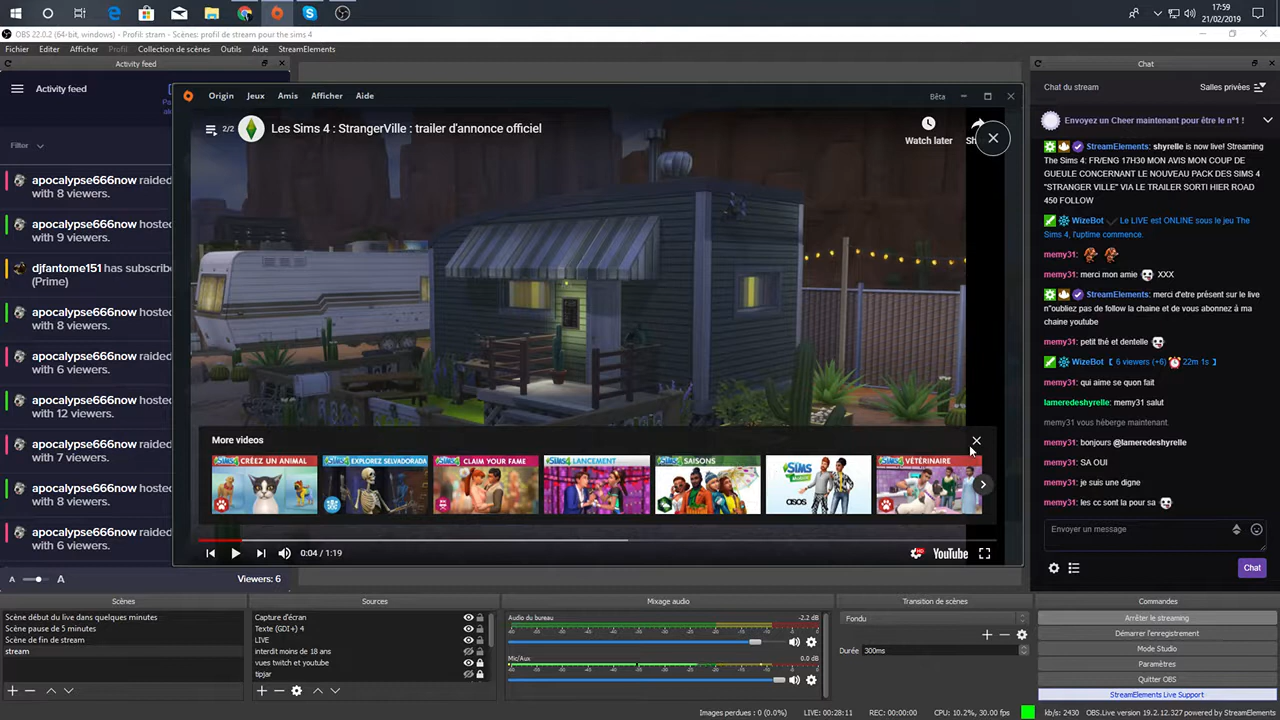 17:59
21/02/2019
OBS 22.0.2 (64-bit, windows) - Profil: stram - Scènes: profil de stream pour the sims 4
Fichier Editer Afficher Profil Collection de scènes Outils Aide StreamElements
Activity feed
Activity feed
Filter
apocalypse666now raided
with 8 viewers.
apocalypse666now hosted
with 9 viewers.
djfantome151 has subscribe
(Prime)
apocalypse666now hosted
with 8 viewers.
apocalypse666now raided
with 6 viewers.
apocalypse666now hosted
with 12 viewers.
apocalypse666now raided
with 7 viewers.
apocalypse666now hosted
with 8 viewers.
apocalypse666now raided
with 6 viewers.
A A Viewers: 6
Origin Jeux Amis Afficher Aide Bêta
2/2 Les Sims 4 : StrangerVille : trailer d'annonce officiel
Watch later Sh
More videos
CRÉEZ UN ANIMAL
EXPLOREZ SELVADORADA
CLAIM YOUR FAME
LANCEMENT
SAISONS
SIMS
asos
VÉTÉRINAIRE
0:04 / 1:19 HD YouTube
Chat
Chat du stream Salles privées
Envoyez un Cheer maintenant pour être le n°1 !
StreamElements: shyrelle is now live! Streaming
The Sims 4: FR/ENG 17H30 MON AVIS MON COUP DE
GUEULE CONCERNANT LE NOUVEAU PACK DES SIMS 4
"STRANGER VILLE" VIA LE TRAILER SORTI HIER ROAD
450 FOLLOW
WizeBot Le LIVE est ONLINE sous le jeu The
Sims 4, l'uptime commence.
memy31:
memy31: merci mon amie XXX
StreamElements: merci d'etre présent sur le live
n"oubliez pas de follow la chaine et de vous abonnez à ma
chaine youtube
memy31: petit thé et dentelle
WizeBot 【 6 viewers (+6) 22m 1s 】
memy31: qui aime se quon fait
lameredeshyrelle: memy31 salut
memy31 vous héberge maintenant.
memy31: bonjours @lameredeshyrelle
memy31: SA OUI
memy31: je suis une digne
memy31: les cc sont la pour sa
Envoyer un message
Chat
Scènes
Scène début du live dans quelques minutes
Scène pause de 5 minutes
Scène de fin de stream
stream
Sources
Capture d'écran
Texte (GDI+) 4
LIVE
interdit moins de 18 ans
vues twitch et youtube
tipjar
Mixage audio
Audio du bureau -2.2 dB
Mic/Aux 0.0 dB
Transition de scènes
Fondu
Durée 300ms
Commandes
Arrêter le streaming
Démarrer l'enregistrement
Mode Studio
Paramètres
Quitter OBS
StreamElements Live Support
Images perdues : 0 (0.0%) LIVE: 00:28:11 REC: 00:00:00 CPU: 10.2%, 30.00 fps kb/s: 2430 OBS.Live version 19.2.12.327 powered by StreamElements